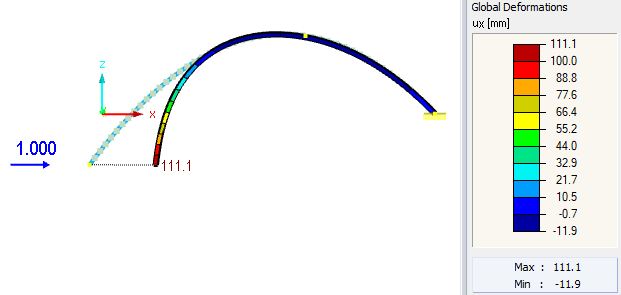 Global Deformations
ux [mm]
111.1
100.0
88.8
77.6
66.4
55.2
44.0
32.9
21.7
10.5
-0.7
-11.9
Max : 111.1
Min : -11.9
z
x
1.000
111.1